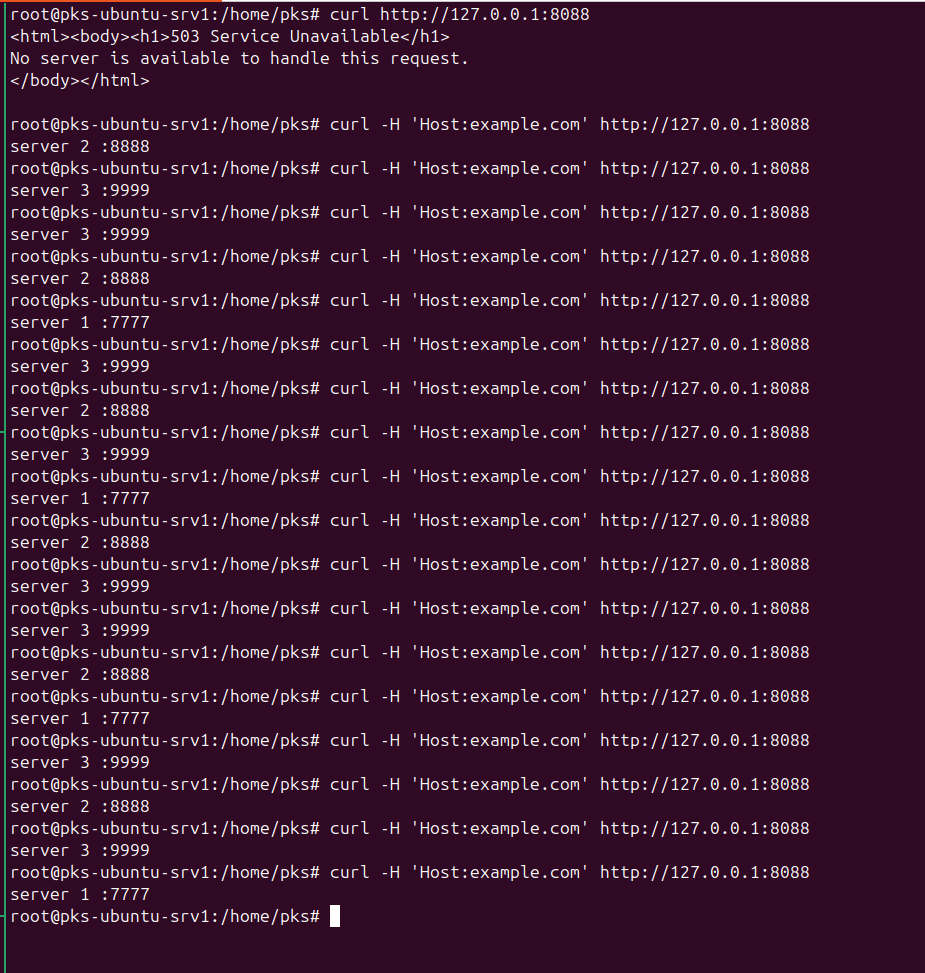 root@pks-ubuntu-srv1:/home/pks# curl http://127.0.0.1:8088
<html><body><h1>503 Service Unavailable</h1>
No server is available to handle this request.
</body></html>
root@pks-ubuntu-srv1:/home/pks# curl -H 'Host:example.com' http://127.0.0.1:8088
server 2 :8888
root@pks-ubuntu-srv1:/home/pks# curl -H 'Host:example.com' http://127.0.0.1:8088
server 3 :9999
root@pks-ubuntu-srv1:/home/pks# curl -H 'Host:example.com' http://127.0.0.1:8088
server 3 :9999
root@pks-ubuntu-srv1:/home/pks# curl -H 'Host:example.com' http://127.0.0.1:8088
server 2 :8888
root@pks-ubuntu-srv1:/home/pks# curl -H 'Host:example.com' http://127.0.0.1:8088
server 1 :7777
root@pks-ubuntu-srv1:/home/pks# curl -H 'Host:example.com' http://127.0.0.1:8088
server 3 :9999
root@pks-ubuntu-srv1:/home/pks# curl -H 'Host:example.com' http://127.0.0.1:8088
server 2 :8888
root@pks-ubuntu-srv1:/home/pks# curl -H 'Host:example.com' http://127.0.0.1:8088
server 3 :9999
root@pks-ubuntu-srv1:/home/pks# curl -H 'Host:example.com' http://127.0.0.1:8088
server 1 :7777
root@pks-ubuntu-srv1:/home/pks# curl -H 'Host:example.com' http://127.0.0.1:8088
server 2 :8888
root@pks-ubuntu-srv1:/home/pks# curl -H 'Host:example.com' http://127.0.0.1:8088
server 3 :9999
root@pks-ubuntu-srv1:/home/pks# curl -H 'Host:example.com' http://127.0.0.1:8088
server 3 :9999
root@pks-ubuntu-srv1:/home/pks# curl -H 'Host:example.com' http://127.0.0.1:8088
server 2 :8888
root@pks-ubuntu-srv1:/home/pks# curl -H 'Host:example.com' http://127.0.0.1:8088
server 1 :7777
root@pks-ubuntu-srv1:/home/pks# curl -H 'Host:example.com' http://127.0.0.1:8088
server 3 :9999
root@pks-ubuntu-srv1:/home/pks# curl -H 'Host:example.com' http://127.0.0.1:8088
server 2 :8888
root@pks-ubuntu-srv1:/home/pks# curl -H 'Host:example.com' http://127.0.0.1:8088
server 3 :9999
root@pks-ubuntu-srv1:/home/pks# curl -H 'Host:example.com' http://127.0.0.1:8088
server 1 :7777
root@pks-ubuntu-srv1:/home/pks#